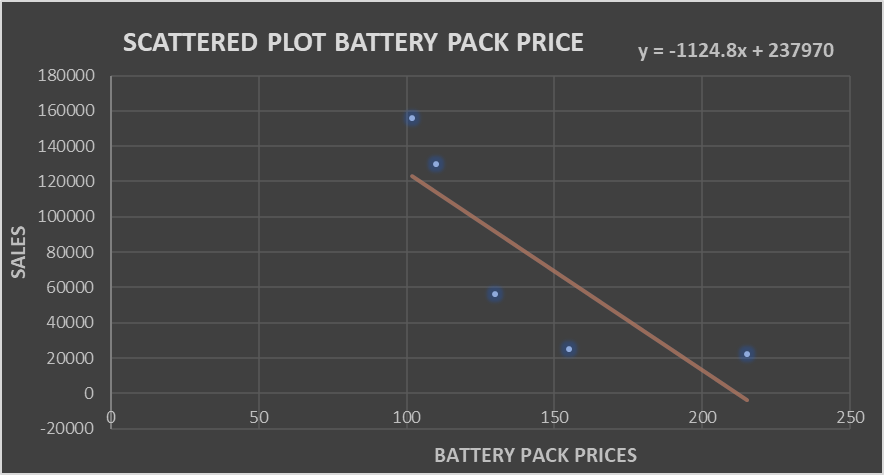 SCATTERED PLOT BATTERY PACK PRICE
y = -1124.8x + 237970
180000
160000
140000
120000
100000
80000
60000
40000
20000
0
-20000
SALES
0 50 100 150 200 250
BATTERY PACK PRICES